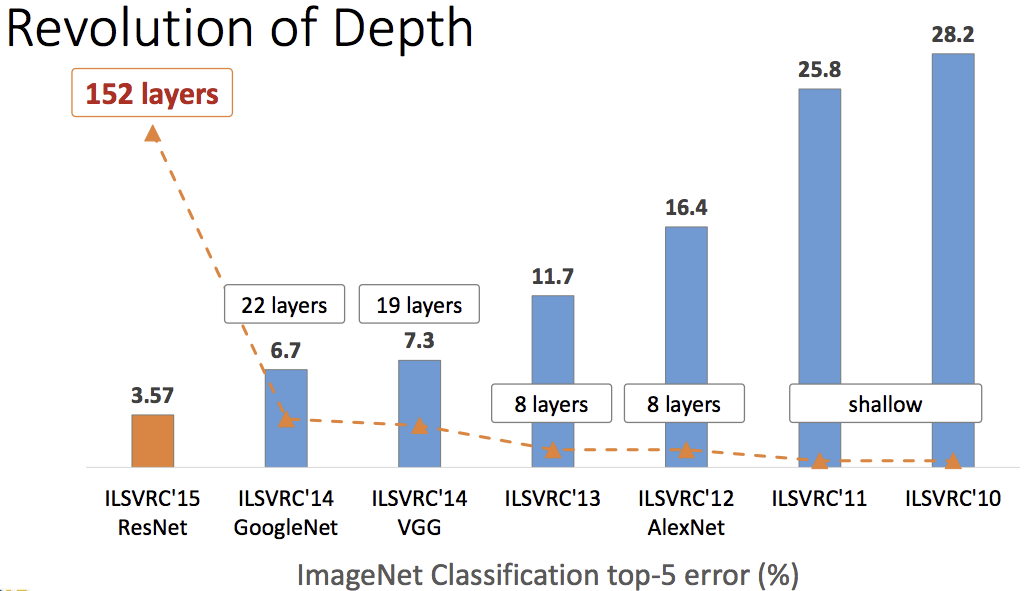 Revolution of Depth
28.2
25.8
152 layers
16.4
11.7
22 layers
19 layers
7.3
6.7
3.57
8 layers
8 layers
shallow
ILSVRC'15
ResNet
ILSVRC'14
GoogleNet
ILSVRC'14
VGG
ILSVRC'13
ILSVRC'12
AlexNet
ILSVRC'11
ILSVRC'10
ImageNet Classification top-5 error (%)